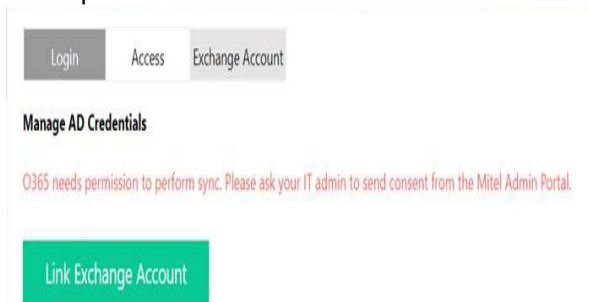 Login Access Exchange Account
Manage AD Credentials
O365 needs permission to perform sync. Please ask your IT admin to send consent from the Mitel Admin Portal.
Link Exchange Account